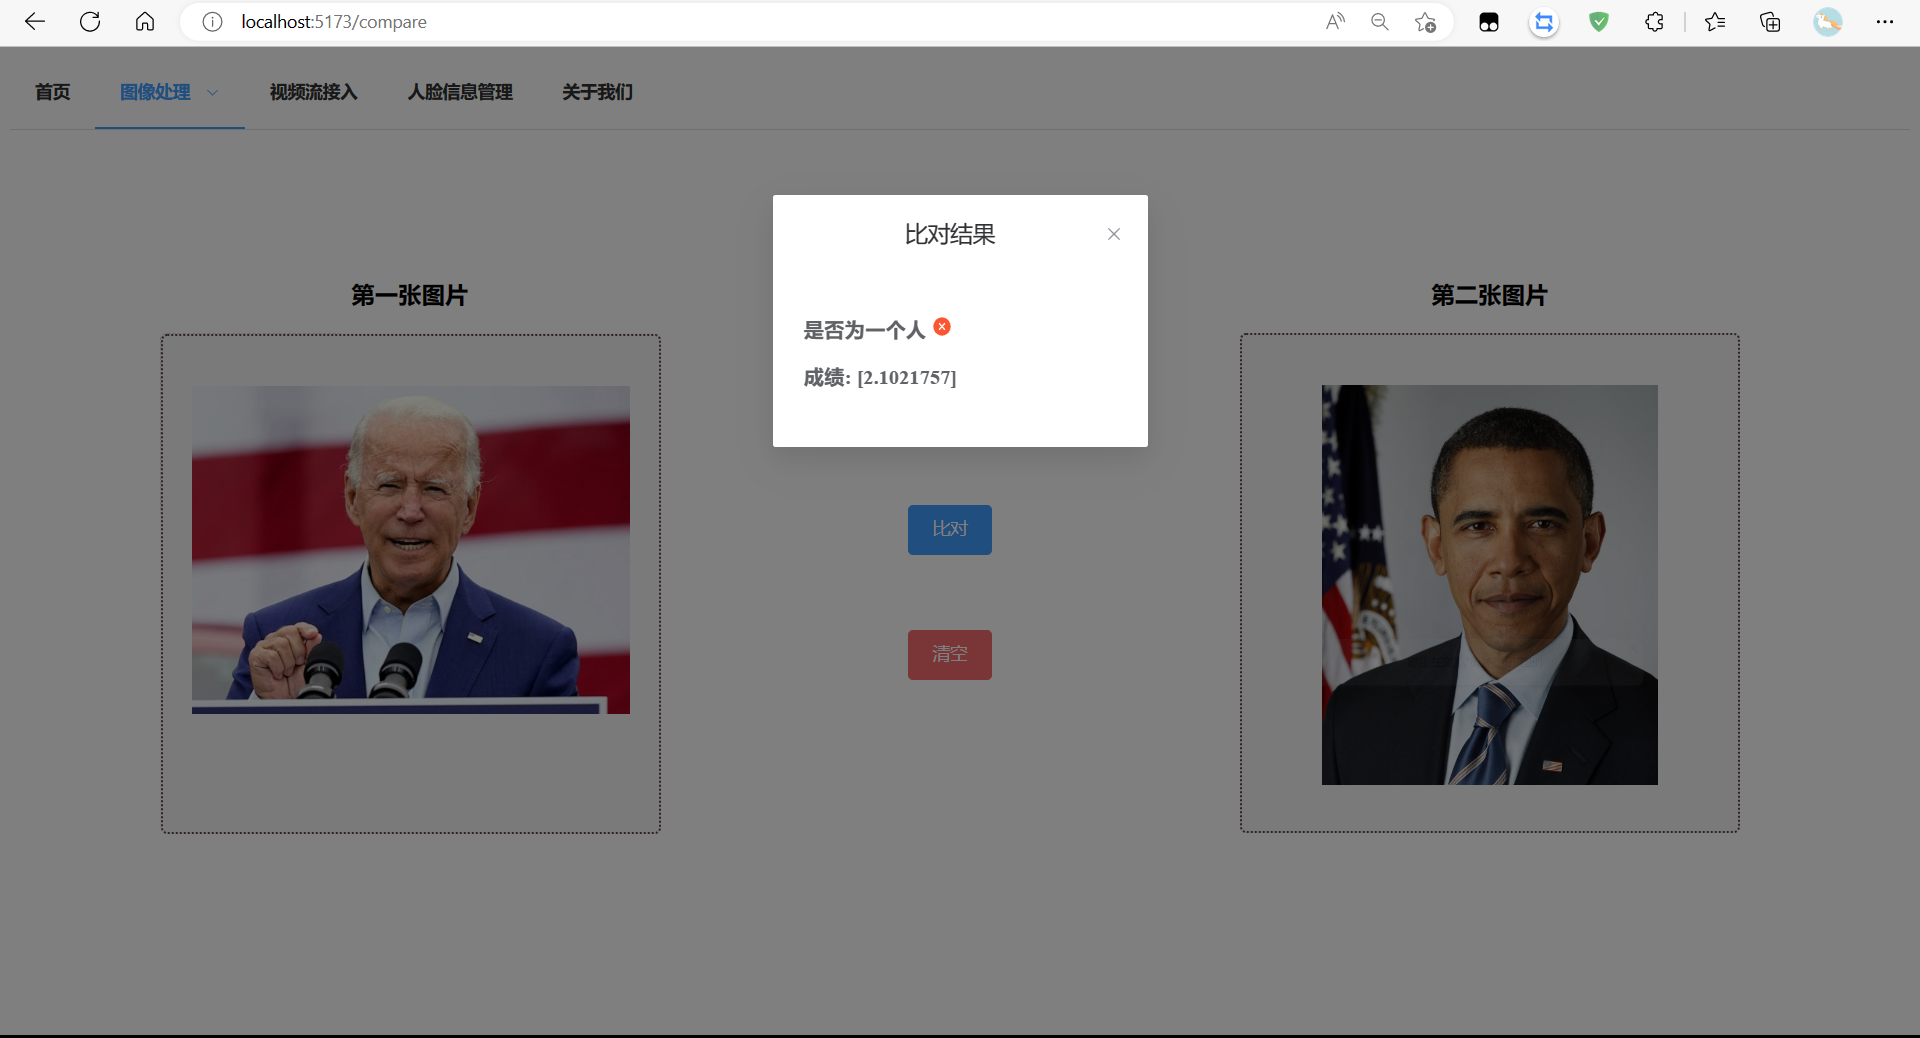 localhost:5173/compare
首页 图像处理 视频流接入 人脸信息管理 关于我们
比对结果
第一张图片
第二张图片
是否为一个人
成绩: [2.1021757]
比对
清空